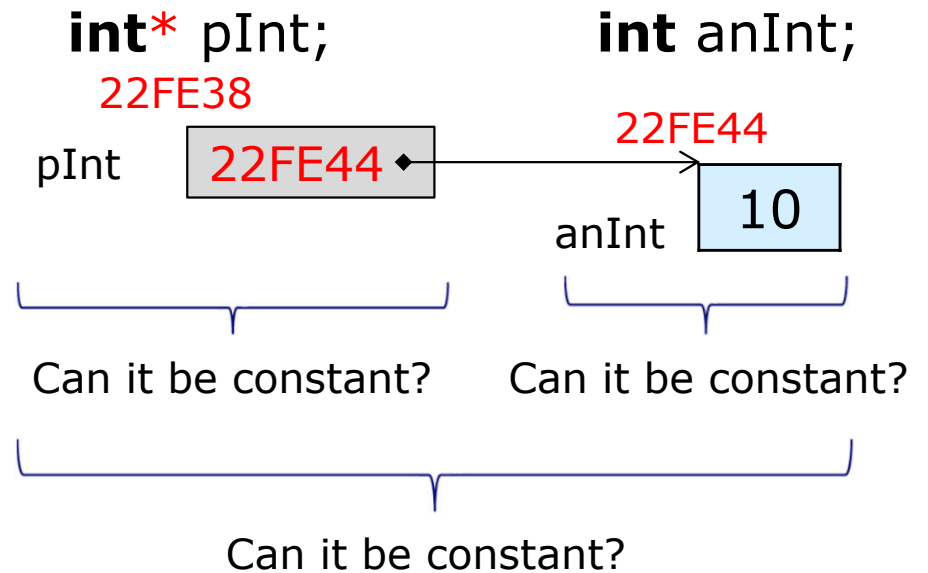 int* pInt; int anInt;
22FE38
22FE44
pInt 22FE44 10
anInt
Can it be constant? Can it be constant?
Can it be constant?